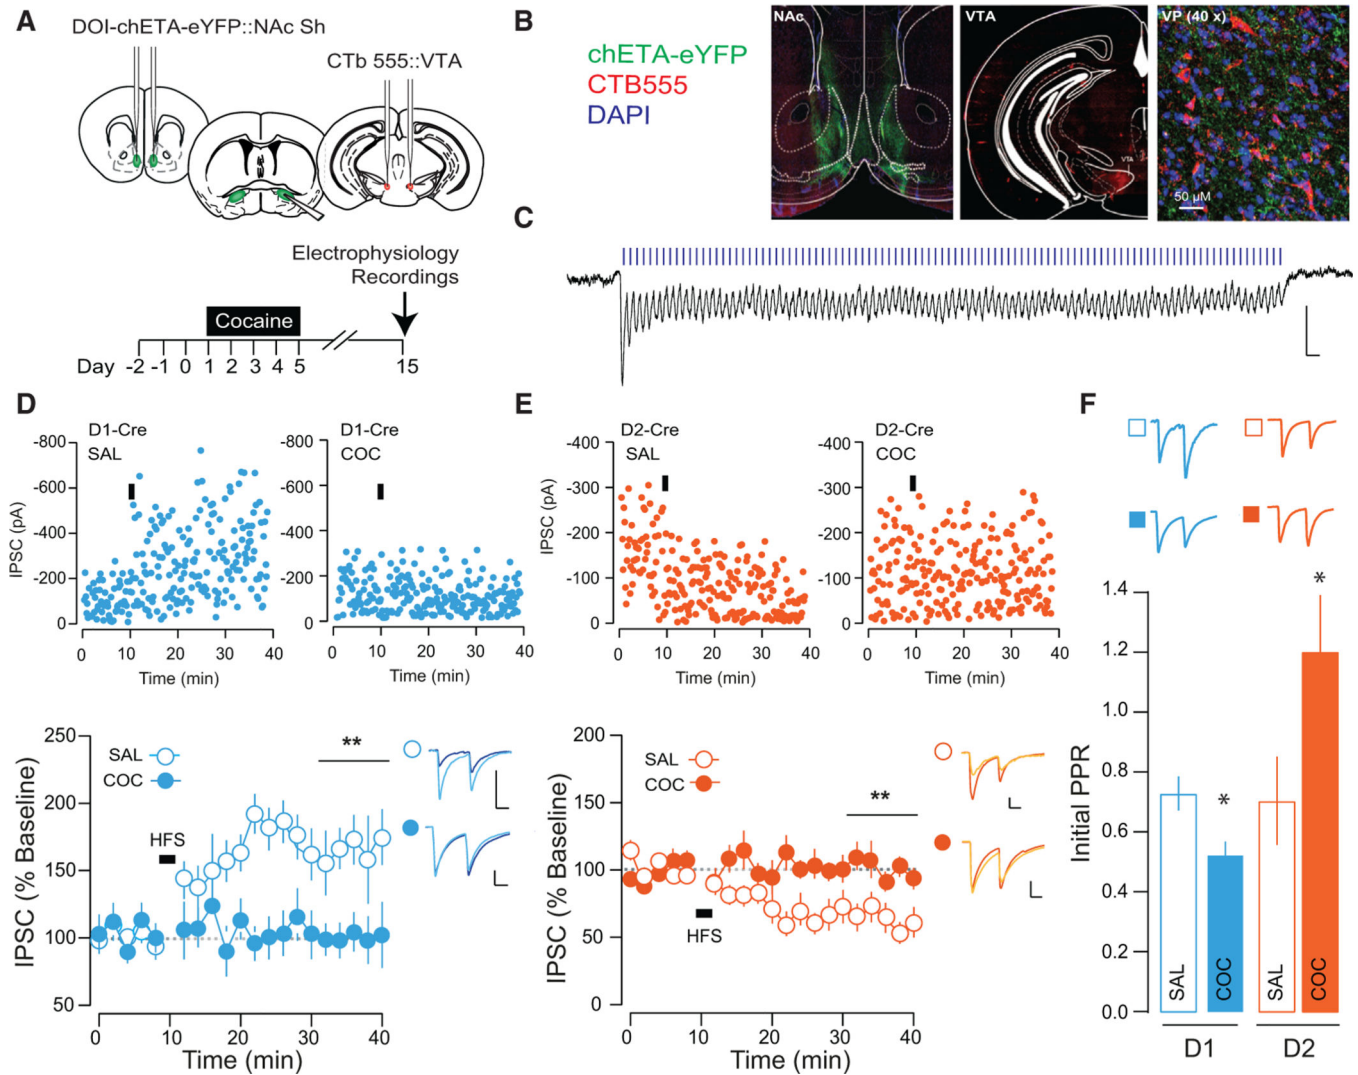 A
DOI-chETA-eYFP::NAc Sh
CTb 555::VTA
Electrophysiology
Recordings
Cocaine
Day -2 -1 0 1 2 3 4 5 15
B
chETA-eYFP
CTB555
DAPI
NAc
VTA
VTA
VP (40 x)
50 µM
C
D
D1-Cre
SAL
-800
-600
-400
-200
0
IPSC (pA)
0 10 20 30 40
Time (min)
D1-Cre
COC
-800
-600
-400
-200
0
0 10 20 30 40
Time (min)
250
200
150
100
50
IPSC (% Baseline)
SAL
COC
HFS
**
0 10 20 30 40
Time (min)
E
D2-Cre
SAL
-400
-300
-200
-100
0
IPSC (pA)
0 10 20 30 40
Time (min)
D2-Cre
COC
-400
-300
-200
-100
0
0 10 20 30 40
Time (min)
200
150
100
50
0
IPSC (% Baseline)
SAL
COC
HFS
**
0 10 20 30 40
Time (min)
F
1.4
1.2
1.0
0.8
0.6
0.4
0.2
0.0
Initial PPR
*
*
SAL
COC
SAL
COC
D1 D2